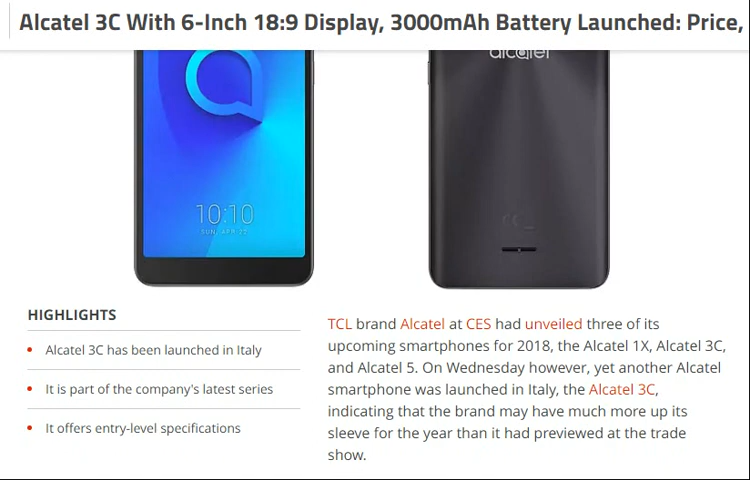 Alcatel 3C With 6-Inch 18:9 Display, 3000mAh Battery Launched: Price,
alcatel
10:10
SUN, APR 22
TCL
HIGHLIGHTS
Alcatel 3C has been launched in Italy
It is part of the company's latest series
It offers entry-level specifications
TCL brand Alcatel at CES had unveiled three of its
upcoming smartphones for 2018, the Alcatel 1X, Alcatel 3C,
and Alcatel 5. On Wednesday however, yet another Alcatel
smartphone was launched in Italy, the Alcatel 3C,
indicating that the brand may have much more up its
sleeve for the year than it had previewed at the trade
show.